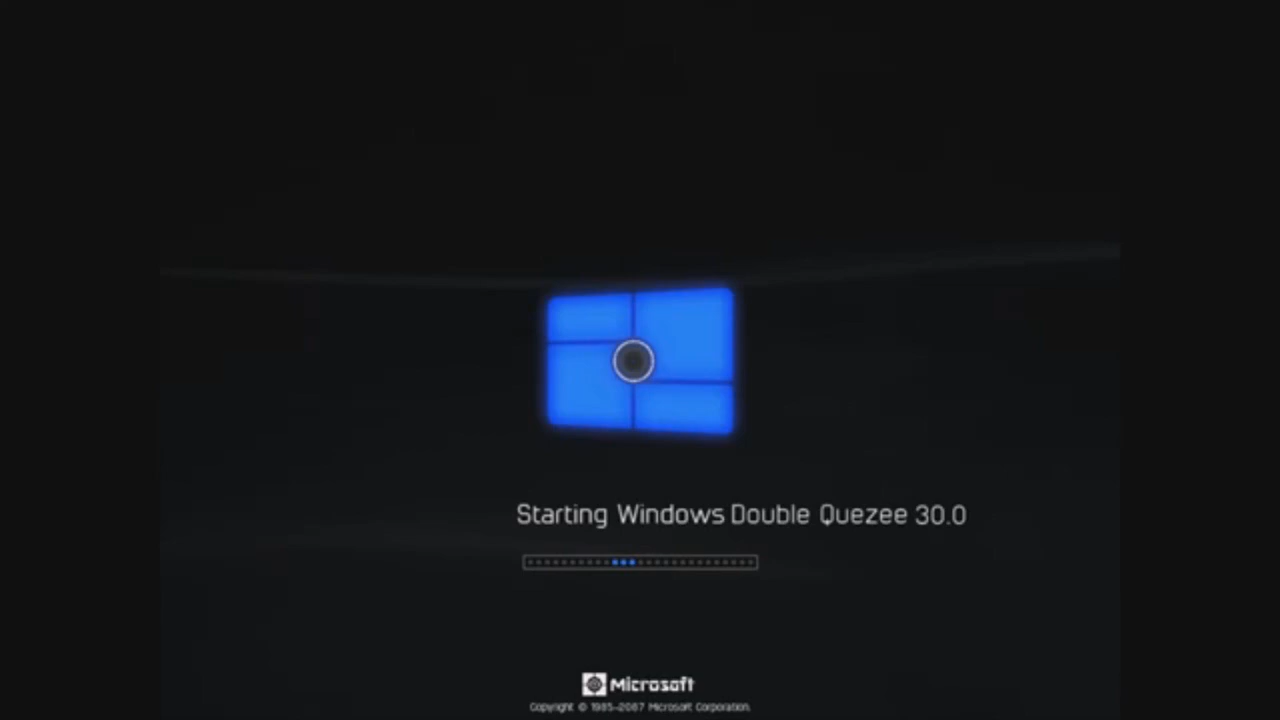 Starting Windows Double Quezee 30.0
Microsoft
Copyright © 1985-2087 Microsoft Corporation.